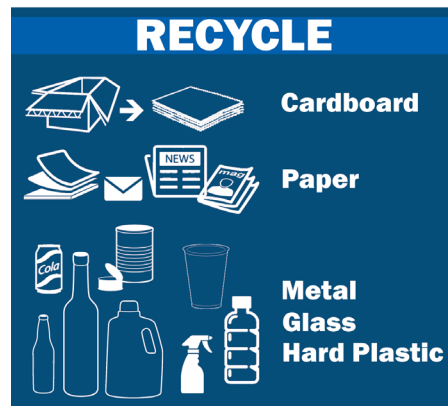 RECYCLE
Cardboard
NEWS
mag
Paper
Cola
Metal
Glass
Hard Plastic